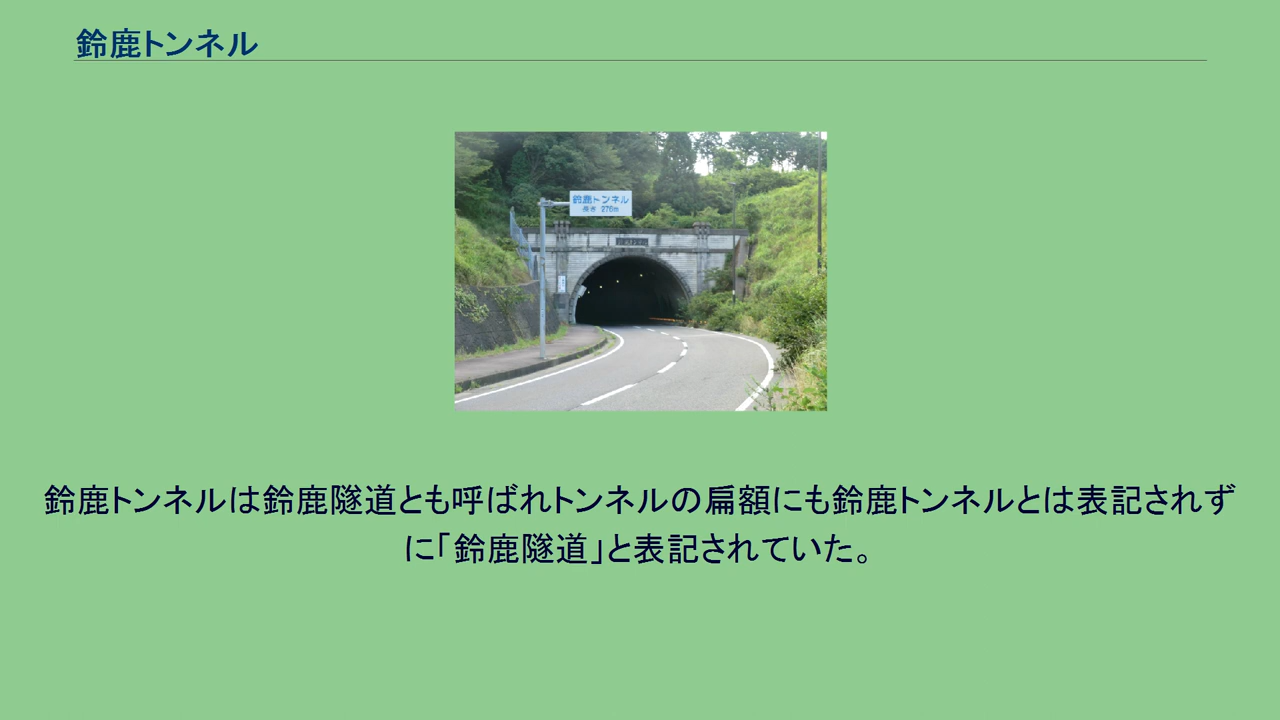 鈴鹿トンネル
鈴鹿トンネル
長さ 276m
鈴鹿トンネルは鈴鹿隧道とも呼ばれトンネルの扁額にも鈴鹿トンネルとは表記されず
に「鈴鹿隧道」と表記されていた。